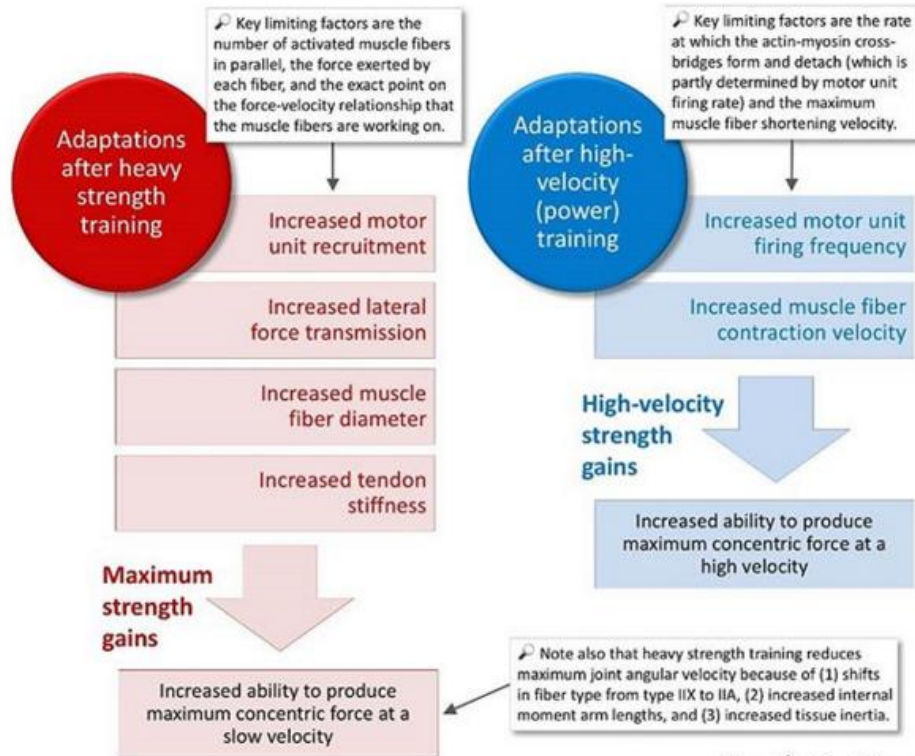 Key limiting factors are the
number of activated muscle fibers
in parallel, the force exerted by
each fiber, and the exact point on
the force-velocity relationship that
the muscle fibers are working on.
Adaptations
after heavy
strength
training
Increased motor
unit recruitment
Increased lateral
force transmission
Increased muscle
fiber diameter
Increased tendon
stiffness
Maximum
strength
gains
Increased ability to produce
maximum concentric force at a
slow velocity
Key limiting factors are the rate
at which the actin-myosin cross-
bridges form and detach (which is
partly determined by motor unit
firing rate) and the maximum
muscle fiber shortening velocity.
Adaptations
after high-
velocity
(power)
training
Increased motor unit
firing frequency
Increased muscle fiber
contraction velocity
High-velocity
strength
gains
Increased ability to produce
maximum concentric force at a
high velocity
Note also that heavy strength training reduces
maximum joint angular velocity because of (1) shifts
in fiber type from type IIX to IIA, (2) increased internal
moment arm lengths, and (3) increased tissue inertia.